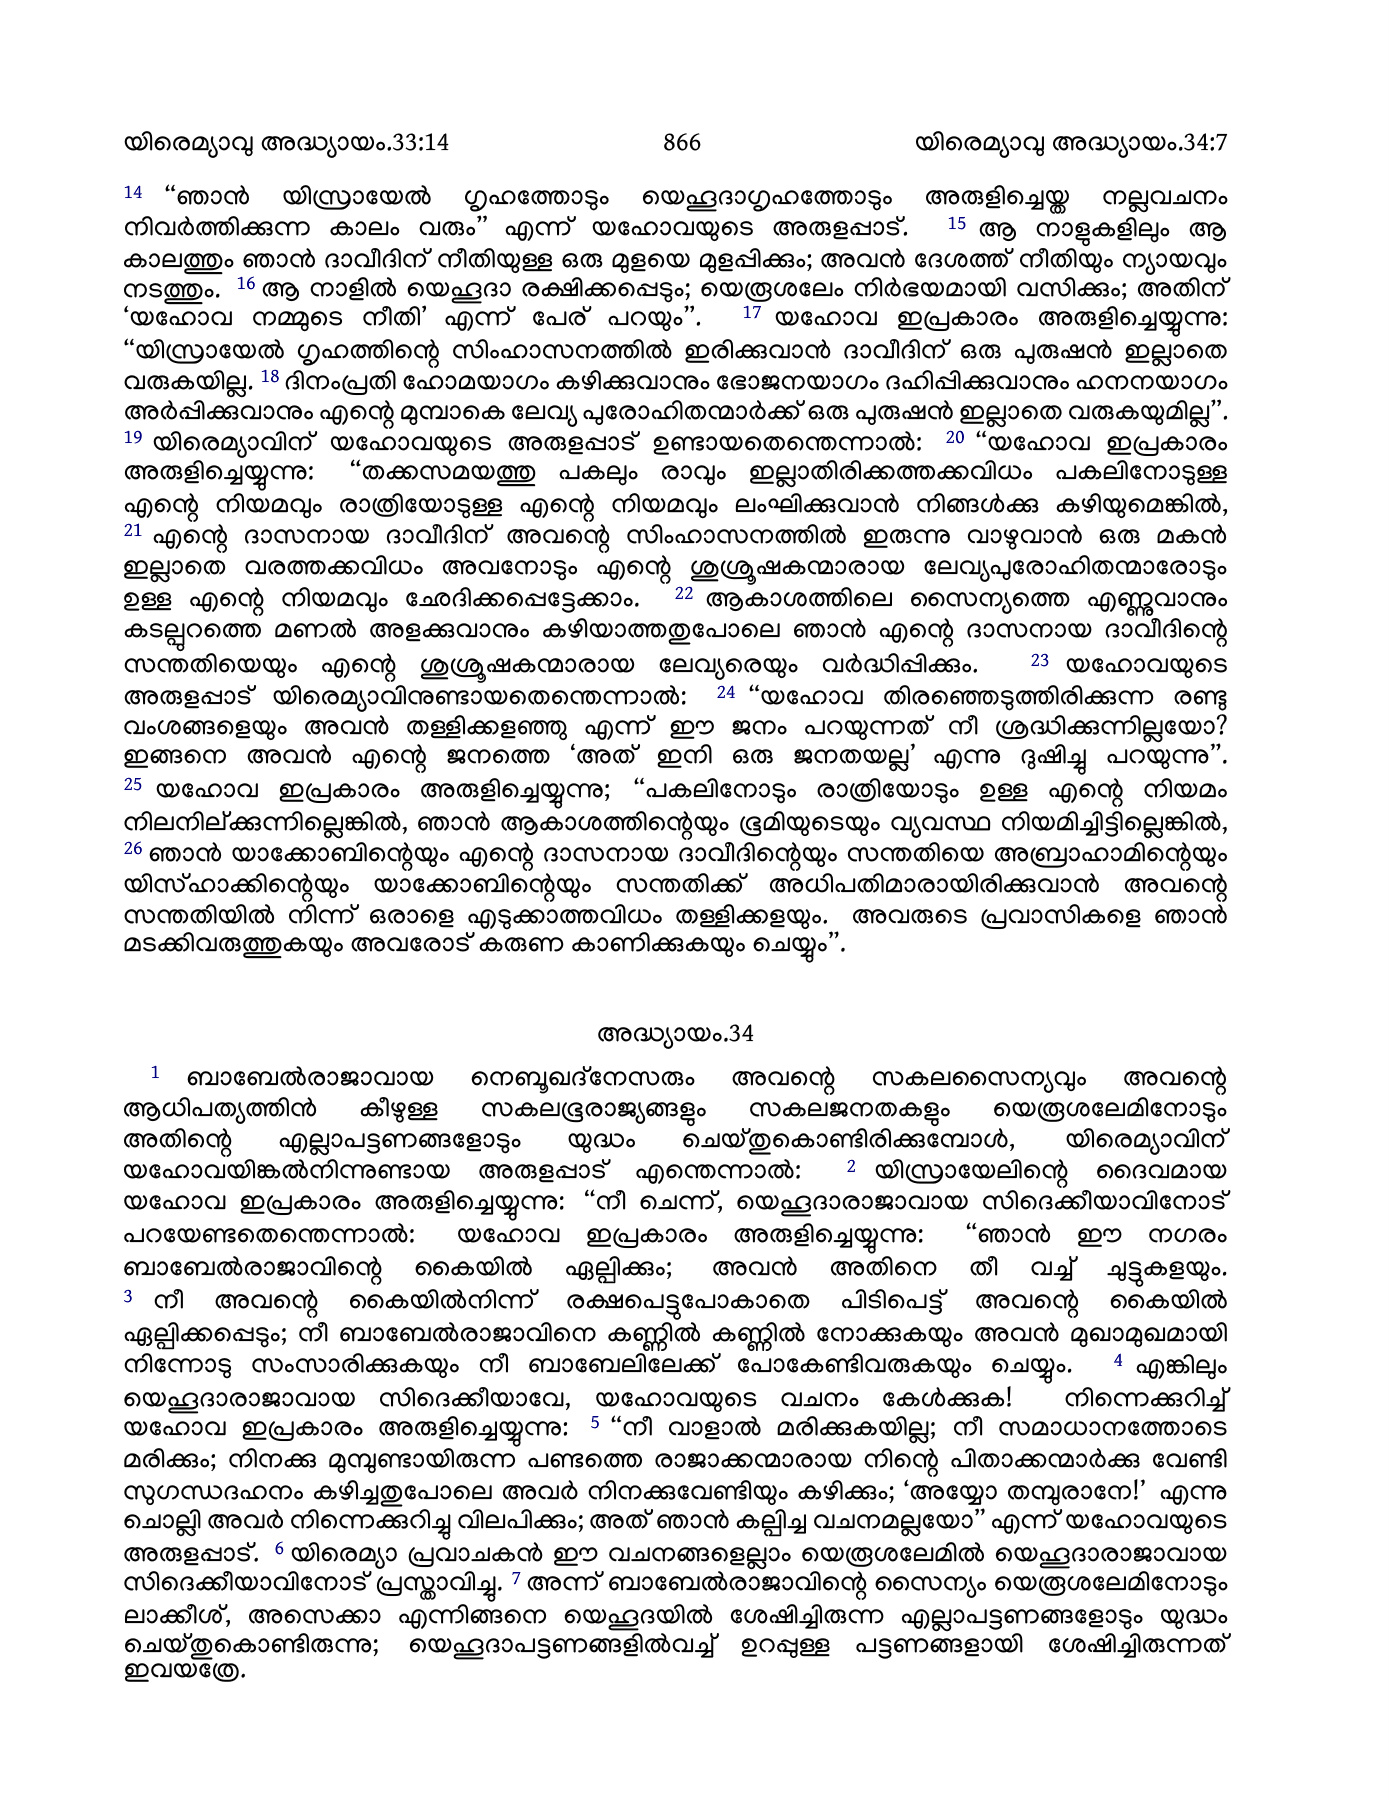 യിരെമ്യാവു അദ്ധ്യായം.33:14 866 യിരെമ്യാവു അദ്ധ്യായം.34:7
14 “ഞാൻ യിസ്രായേൽ ഗൃഹത്തോടും യെഹൂദാഗൃഹത്തോടും അരുളിച്ചെയ്ത നല്ലവചനം
നിവർത്തിക്കുന്ന കാലം വരും” എന്ന് യഹോവയുടെ അരുളപ്പാട്. 15 ആ നാളുകളിലും ആ
കാലത്തും ഞാൻ ദാവീദിന് നീതിയുള്ള ഒരു മുളയെ മുളപ്പിക്കും; അവൻ ദേശത്ത് നീതിയും ന്യായവും
നടത്തും. 16 ആ നാളിൽ യെഹൂദാ രക്ഷിക്കപ്പെടും; യെരൂശലേം നിർഭയമായി വസിക്കും; അതിന്
‘യഹോവ നമ്മുടെ നീതി’ എന്ന് പേര് പറയും”. 17 യഹോവ ഇപ്രകാരം അരുളിച്ചെയ്യുന്നു:
“യിസ്രായേൽ ഗൃഹത്തിന്റെ സിംഹാസനത്തിൽ ഇരിക്കുവാൻ ദാവീദിന് ഒരു പുരുഷൻ ഇല്ലാതെ
വരുകയില്ല. 18 ദിനംപ്രതി ഹോമയാഗം കഴിക്കുവാനും ഭോജനയാഗം ദഹിപ്പിക്കുവാനും ഹനനയാഗം
അർപ്പിക്കുവാനും എന്റെ മുമ്പാകെ ലേവ്യ പുരോഹിതന്മാർക്ക് ഒരു പുരുഷൻ ഇല്ലാതെ വരുകയുമില്ല”.
19 യിരെമ്യാവിന് യഹോവയുടെ അരുളപ്പാട് ഉണ്ടായതെന്തെന്നാൽ: 20 “യഹോവ ഇപ്രകാരം
അരുളിച്ചെയ്യുന്നു: “തക്കസമയത്തു പകലും രാവും ഇല്ലാതിരിക്കത്തക്കവിധം പകലിനോടുള്ള
എന്റെ നിയമവും രാത്രിയോടുള്ള എന്റെ നിയമവും ലംഘിക്കുവാൻ നിങ്ങൾക്കു കഴിയുമെങ്കിൽ,
21 എന്റെ ദാസനായ ദാവീദിന് അവന്റെ സിംഹാസനത്തിൽ ഇരുന്നു വാഴുവാൻ ഒരു മകൻ
ഇല്ലാതെ വരത്തക്കവിധം അവനോടും എന്റെ ശുശ്രൂഷകന്മാരായ ലേവ്യപുരോഹിതന്മാരോടും
ഉള്ള എന്റെ നിയമവും ഛേദിക്കപ്പെട്ടേക്കാം. 22 ആകാശത്തിലെ സൈന്യത്തെ എണ്ണുവാനും
കടല്പുറത്തെ മണൽ അളക്കുവാനും കഴിയാത്തതുപോലെ ഞാൻ എന്റെ ദാസനായ ദാവീദിന്റെ
സന്തതിയെയും എന്റെ ശുശ്രൂഷകന്മാരായ ലേവ്യരെയും വർദ്ധിപ്പിക്കും. 23 യഹോവയുടെ
അരുളപ്പാട് യിരെമ്യാവിനുണ്ടായതെന്തെന്നാൽ: 24 “യഹോവ തിരഞ്ഞെടുത്തിരിക്കുന്ന രണ്ടു
വംശങ്ങളെയും അവൻ തള്ളിക്കളഞ്ഞു എന്ന് ഈ ജനം പറയുന്നത് നീ ശ്രദ്ധിക്കുന്നില്ലയോ?
ഇങ്ങനെ അവൻ എന്റെ ജനത്തെ ‘അത് ഇനി ഒരു ജനതയല്ല’ എന്നു ദുഷിച്ചു പറയുന്നു”.
25 യഹോവ ഇപ്രകാരം അരുളിച്ചെയ്യുന്നു; “പകലിനോടും രാത്രിയോടും ഉള്ള എന്റെ നിയമം
നിലനില്ക്കുന്നില്ലെങ്കിൽ, ഞാൻ ആകാശത്തിന്റെയും ഭൂമിയുടെയും വ്യവസ്ഥ നിയമിച്ചിട്ടില്ലെങ്കിൽ,
26 ഞാൻ യാക്കോബിന്റെയും എന്റെ ദാസനായ ദാവീദിന്റെയും സന്തതിയെ അബ്രാഹാമിന്റെയും
യിസ്ഹാക്കിന്റെയും യാക്കോബിന്റെയും സന്തതിക്ക് അധിപതിമാരായിരിക്കുവാൻ അവന്റെ
സന്തതിയിൽ നിന്ന് ഒരാളെ എടുക്കാത്തവിധം തള്ളിക്കളയും. അവരുടെ പ്രവാസികളെ ഞാൻ
മടക്കിവരുത്തുകയും അവരോട് കരുണ കാണിക്കുകയും ചെയ്യും”.
അദ്ധ്യായം.34
1 ബാബേൽരാജാവായ നെബൂഖദ്നേസരും അവന്റെ സകലസൈന്യവും അവന്റെ
ആധിപത്യത്തിൻ കീഴുള്ള സകലഭൂരാജ്യങ്ങളും സകലജനതകളും യെരൂശലേമിനോടും
അതിന്റെ എല്ലാപട്ടണങ്ങളോടും യുദ്ധം ചെയ്തുകൊണ്ടിരിക്കുമ്പോൾ, യിരെമ്യാവിന്
യഹോവയിങ്കൽനിന്നുണ്ടായ അരുളപ്പാട് എന്തെന്നാൽ: 2 യിസ്രായേലിന്റെ ദൈവമായ
യഹോവ ഇപ്രകാരം അരുളിച്ചെയ്യുന്നു: “നീ ചെന്ന്, യെഹൂദാരാജാവായ സിദെക്കീയാവിനോട്
പറയേണ്ടതെന്തെന്നാൽ: യഹോവ ഇപ്രകാരം അരുളിച്ചെയ്യുന്നു: “ഞാൻ ഈ നഗരം
ബാബേൽരാജാവിന്റെ കൈയിൽ ഏല്പിക്കും; അവൻ അതിനെ തീ വച്ച് ചുട്ടുകളയും.
3 നീ അവന്റെ കൈയിൽനിന്ന് രക്ഷപെട്ടുപോകാതെ പിടിപെട്ട് അവന്റെ കൈയിൽ
ഏല്പിക്കപ്പെടും; നീ ബാബേൽരാജാവിനെ കണ്ണിൽ കണ്ണിൽ നോക്കുകയും അവൻ മുഖാമുഖമായി
നിന്നോടു സംസാരിക്കുകയും നീ ബാബേലിലേക്ക് പോകേണ്ടിവരുകയും ചെയ്യും. 4 എങ്കിലും
യെഹൂദാരാജാവായ സിദെക്കീയാവേ, യഹോവയുടെ വചനം കേൾക്കുക! നിന്നെക്കുറിച്ച്
യഹോവ ഇപ്രകാരം അരുളിച്ചെയ്യുന്നു: 5 “നീ വാളാൽ മരിക്കുകയില്ല; നീ സമാധാനത്തോടെ
മരിക്കും; നിനക്കു മുമ്പുണ്ടായിരുന്ന പണ്ടത്തെ രാജാക്കന്മാരായ നിന്റെ പിതാക്കന്മാർക്കു വേണ്ടി
സുഗന്ധദഹനം കഴിച്ചതുപോലെ അവർ നിനക്കുവേണ്ടിയും കഴിക്കും; ‘അയ്യോ തമ്പുരാനേ!’ എന്നു
ചൊല്ലി അവർ നിന്നെക്കുറിച്ചു വിലപിക്കും; അത് ഞാൻ കല്പിച്ച വചനമല്ലയോ” എന്ന് യഹോവയുടെ
അരുളപ്പാട്. 6 യിരെമ്യാ പ്രവാചകൻ ഈ വചനങ്ങളെല്ലാം യെരൂശലേമിൽ യെഹൂദാരാജാവായ
സിദെക്കീയാവിനോട് പ്രസ്താവിച്ചു. 7 അന്ന് ബാബേൽരാജാവിന്റെ സൈന്യം യെരൂശലേമിനോടും
ലാക്കീശ്, അസെക്കാ എന്നിങ്ങനെ യെഹൂദയിൽ ശേഷിച്ചിരുന്ന എല്ലാപട്ടണങ്ങളോടും യുദ്ധം
ചെയ്തുകൊണ്ടിരുന്നു; യെഹൂദാപട്ടണങ്ങളിൽവച്ച് ഉറപ്പുള്ള പട്ടണങ്ങളായി ശേഷിച്ചിരുന്നത്
ഇവയത്രേ.